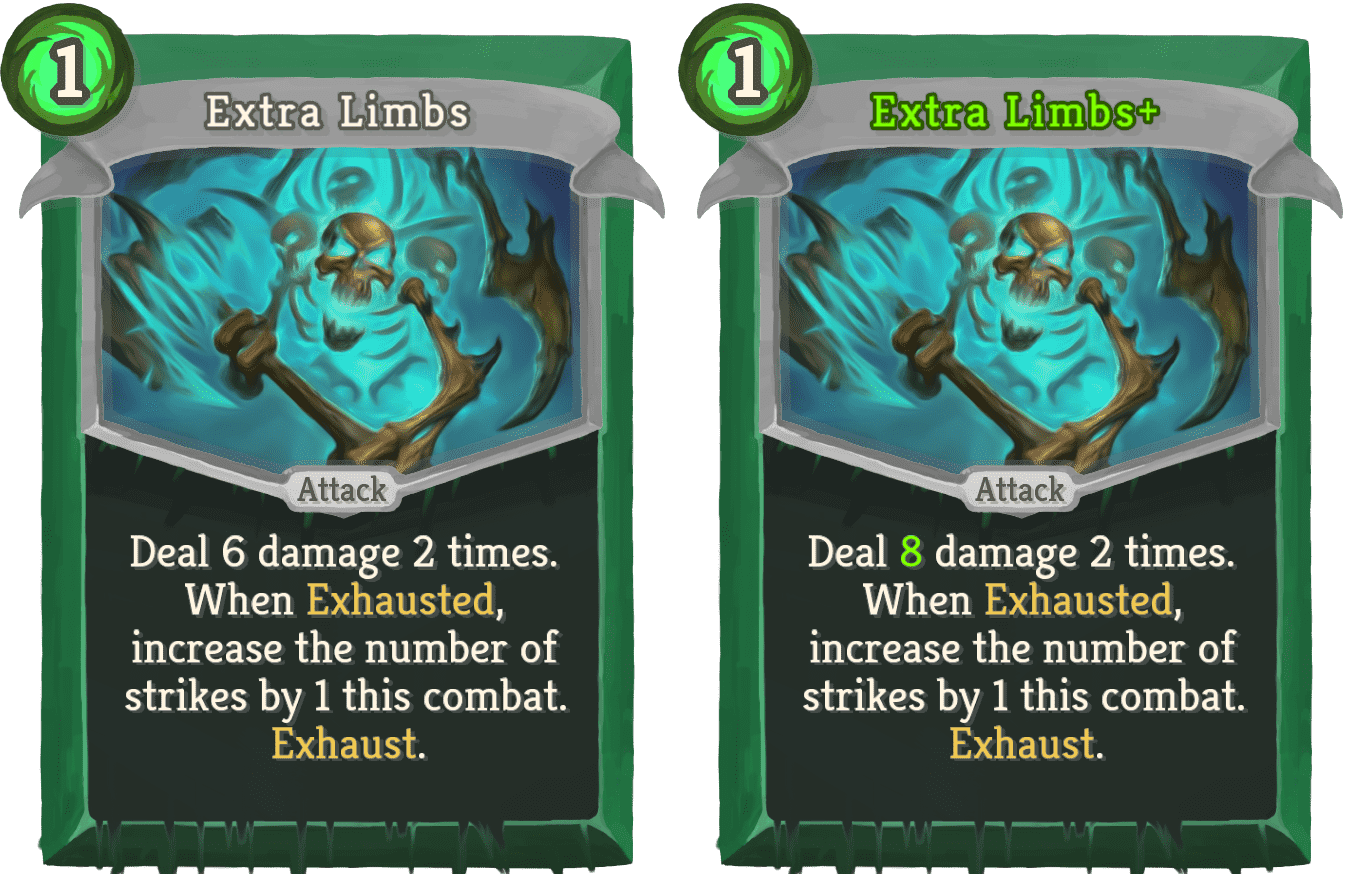 1
Extra Limbs
Attack
Deal 6 damage 2 times.
When Exhausted,
increase the number of
strikes by 1 this combat.
Exhaust.
1
Extra Limbs+
Attack
Deal 8 damage 2 times.
When Exhausted,
increase the number of
strikes by 1 this combat.
Exhaust.